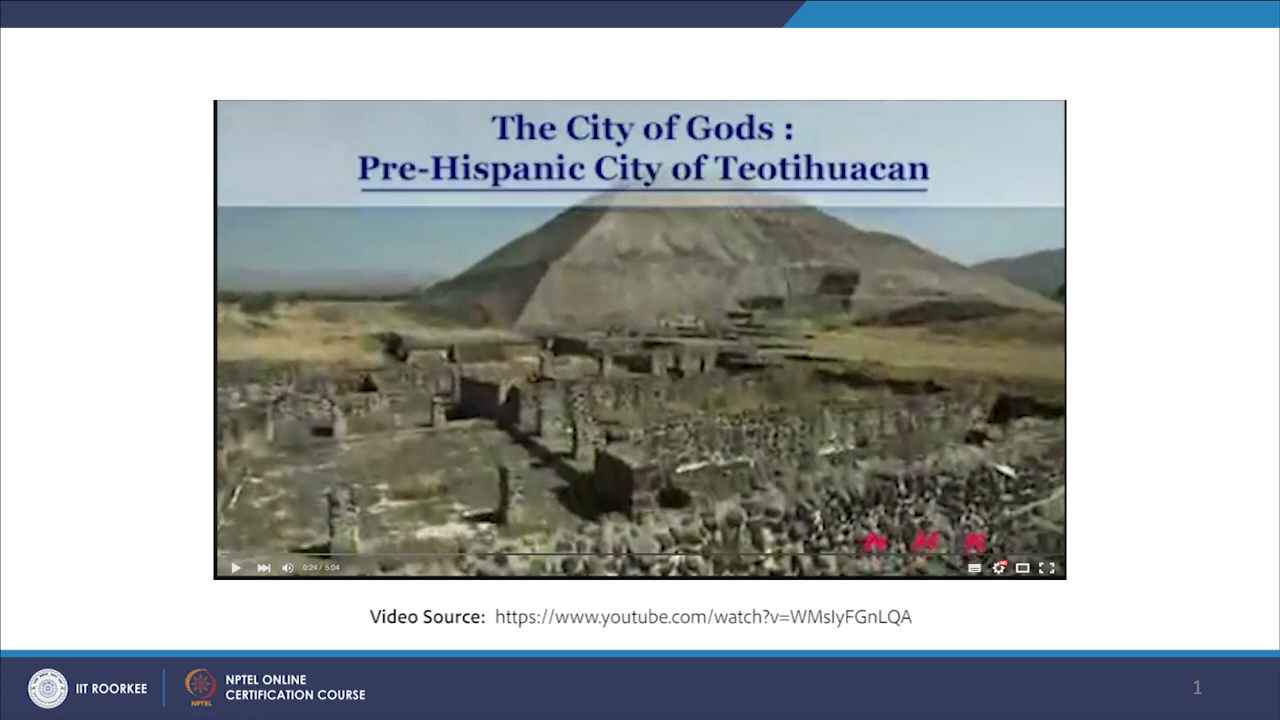 The City of Gods :
Pre-Hispanic City of Teotihuacan
N H K
0:24 / 5:04
HD
Video Source: https://www.youtube.com/watch?v=WMsIyFGnLQA
IIT ROORKEE
NPTEL
NPTEL ONLINE
CERTIFICATION COURSE
1